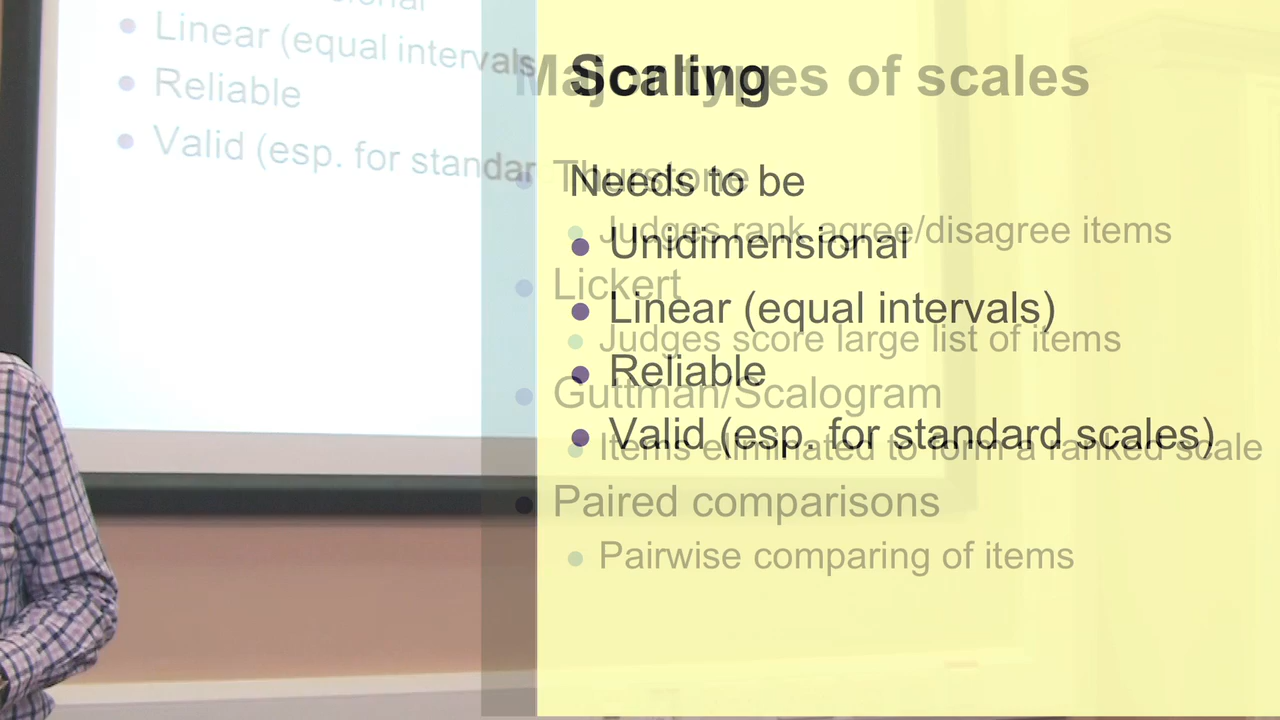 Linear (equal intervals
Reliable
Valid (esp. for standar
Scaling
Needs to be
Unidimensional
Linear (equal intervals)
Reliable
Valid (esp. for standard scales)
Major types of scales
Thurstone
Judges rank agree/disagree items
Lickert
Judges score large list of items
Guttman/Scalogram
Items eliminated to form a ranked scale
Paired comparisons
Pairwise comparing of items